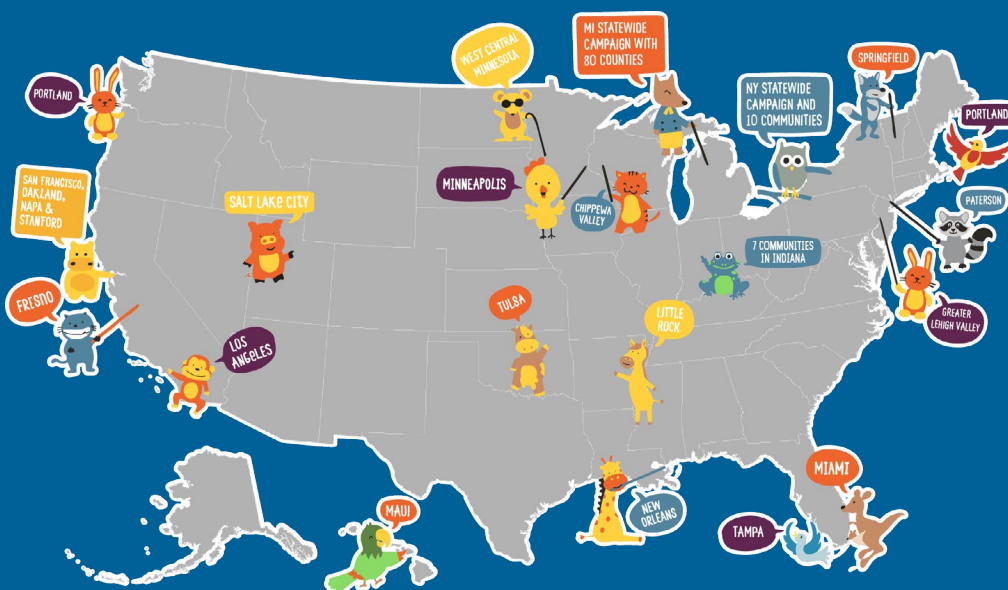 WEST CENTRAL
MINNESOTA
MI STATEWIDE
CAMPAIGN WITH
80 COUNTIES
SPRINGFIELD
PORTLAND
NY STATEWIDE
CAMPAIGN AND
10 COMMUNITIES
PORTLAND
SAN FRANCISCO,
OAKLAND,
NAPA &
STANFORD
MINNEAPOLIS
SALT LAKE CITY
CHIPPEWA
VALLEY
PATERSON
7 COMMUNITIES
IN INDIANA
FRESNO
TULSA
LITTLE
ROCK
GREATER
LEHIGH VALLEY
LOS
ANGELES
MIAMI
MAUI
NEW
ORLEANS
TAMPA